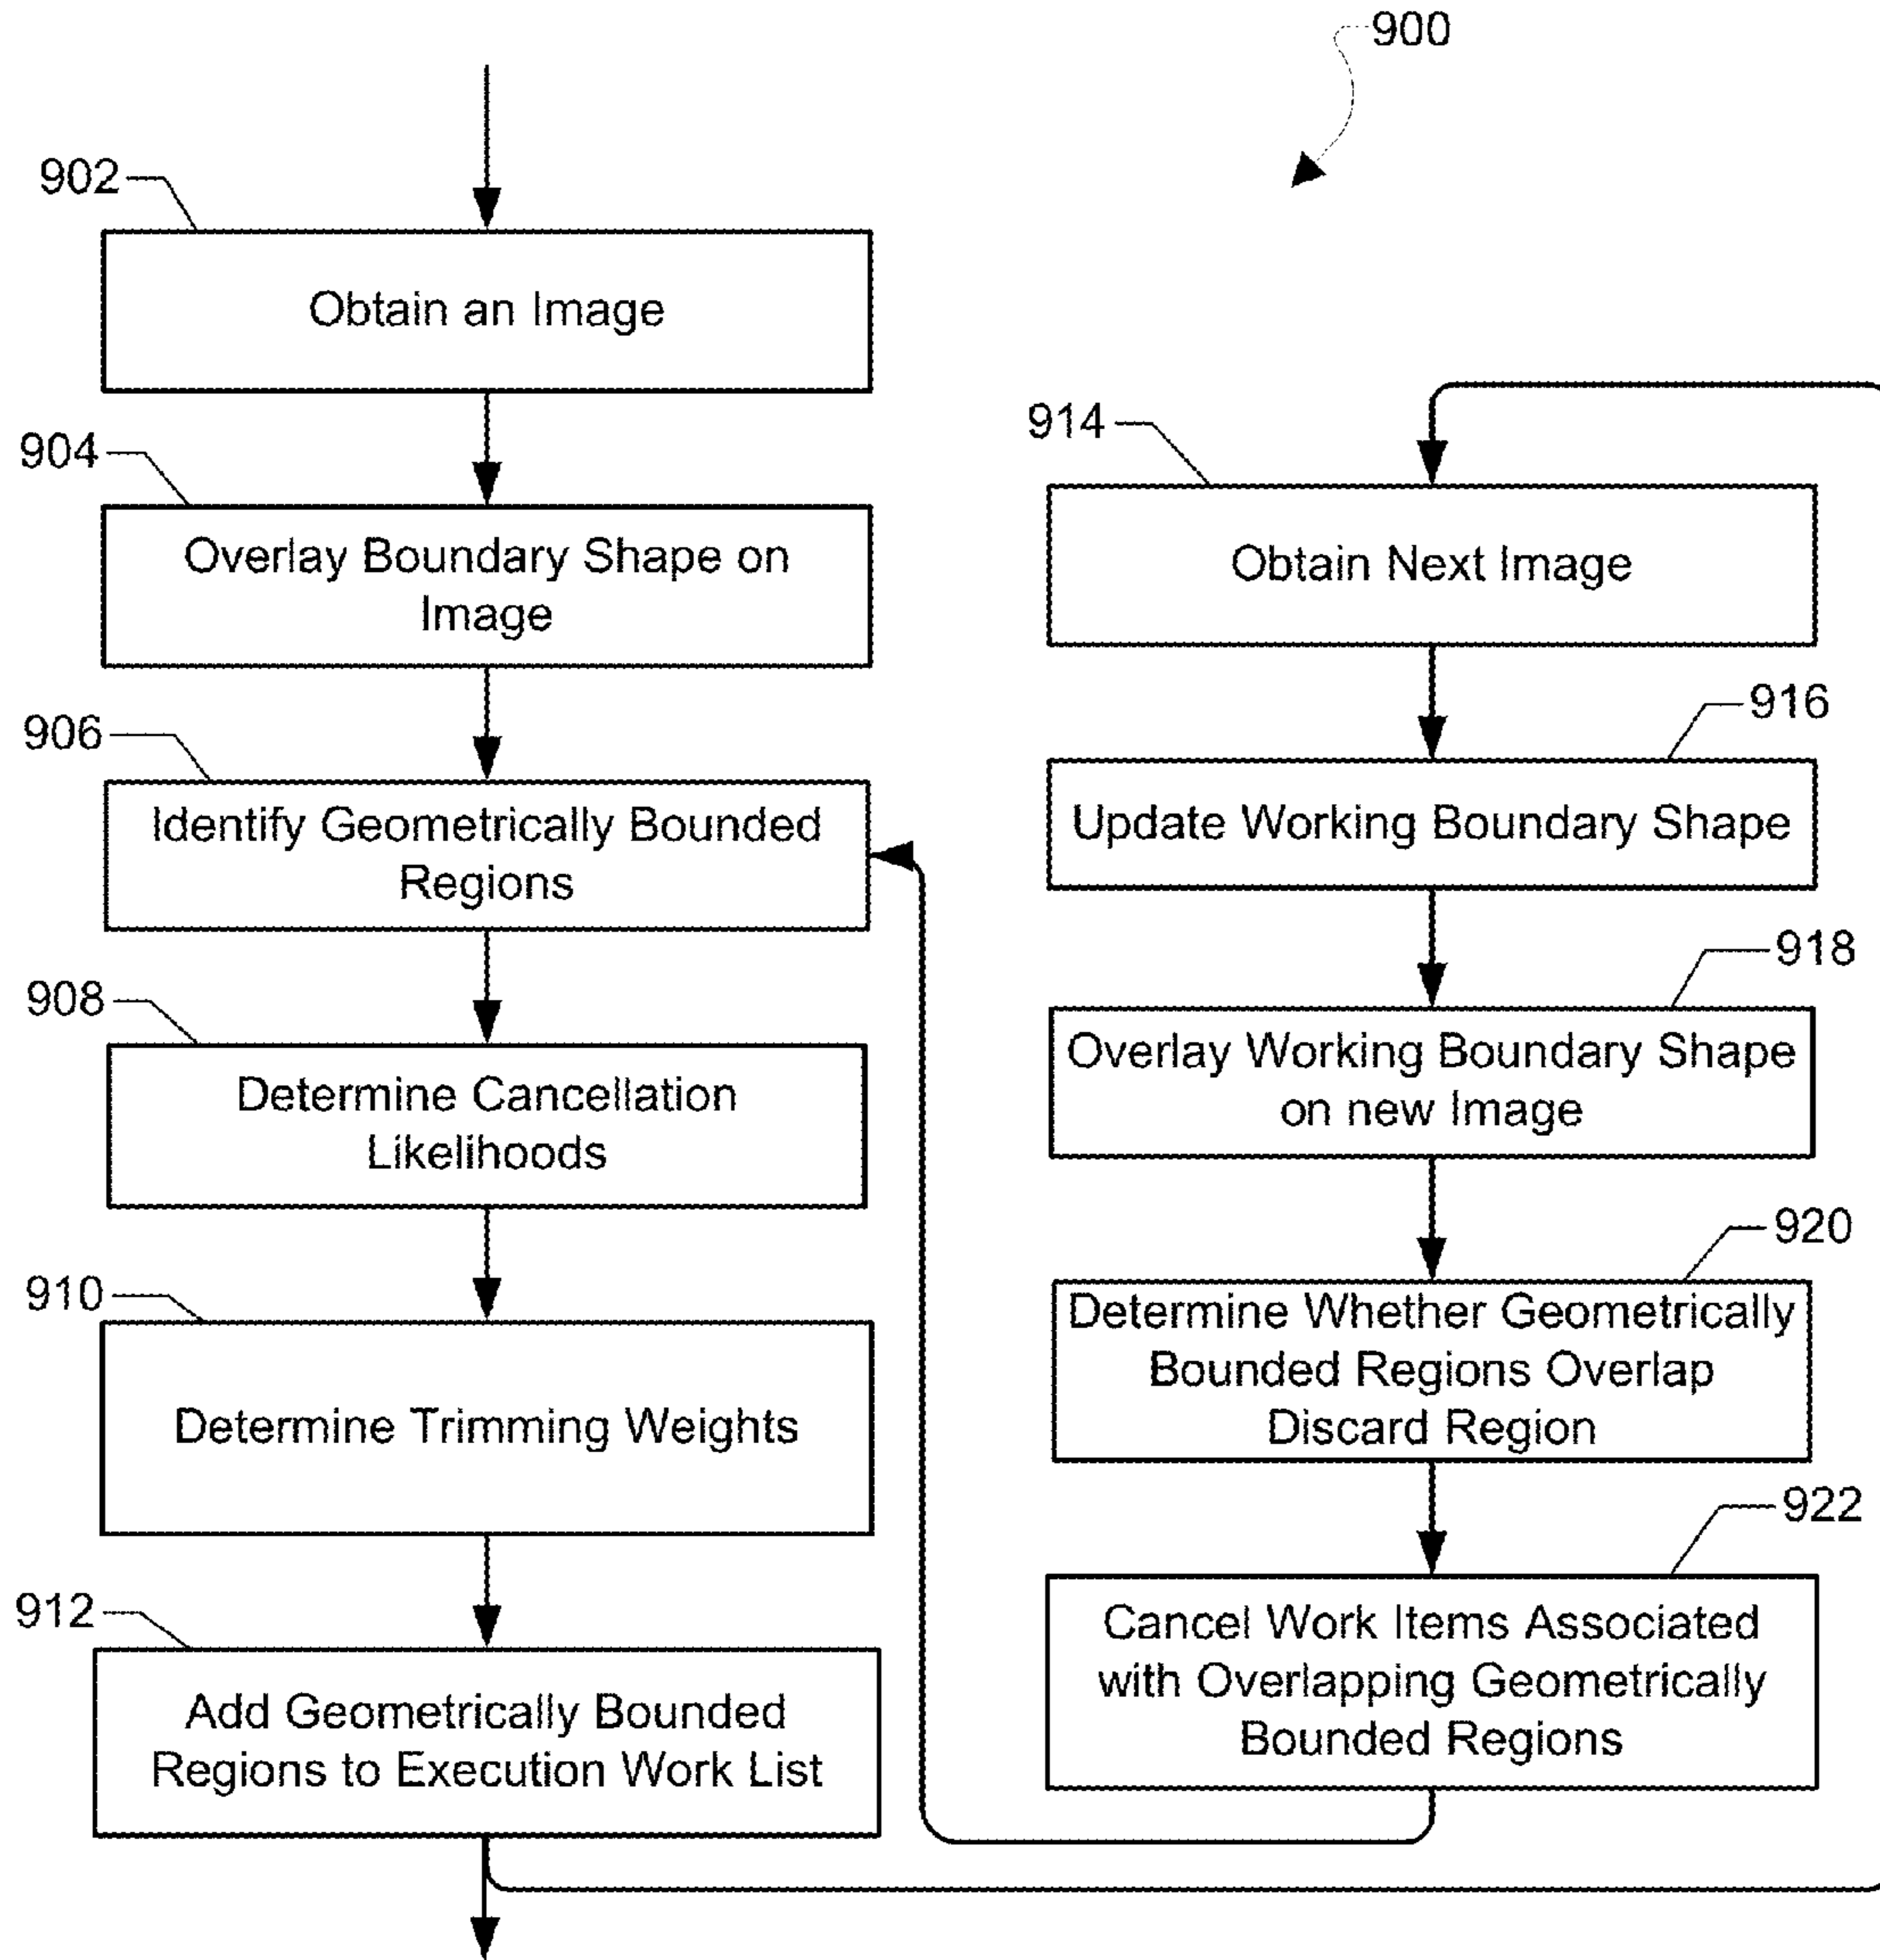 900
902
Obtain an Image
904
Overlay Boundary Shape on
Image
906
Identify Geometrically Bounded
Regions
908
Determine Cancellation
Likelihoods
910
Determine Trimming Weights
912
Add Geometrically Bounded
Regions to Execution Work List
914
Obtain Next Image
916
Update Working Boundary Shape
918
Overlay Working Boundary Shape
on new Image
920
Determine Whether Geometrically
Bounded Regions Overlap
Discard Region
922
Cancel Work Items Associated
with Overlapping Geometrically
Bounded Regions